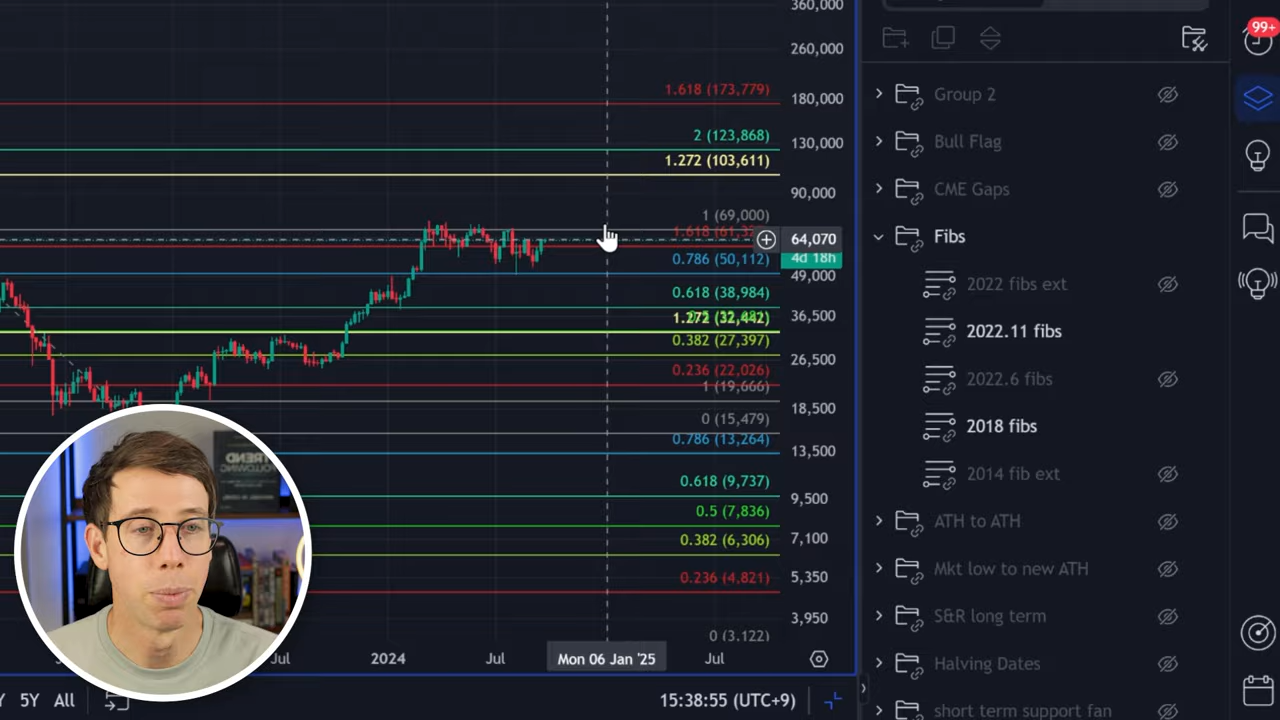 360,000
260,000
1.618 (173,779)
180,000
2 (123,868)
130,000
1.272 (103,611)
90,000
1 (69,000)
64,070
4d 18h
0.786 (50,112)
49,000
0.618 (38,984)
36,500
1.272 (32,442)
0.382 (27,397)
26,500
0.236 (22,026)
1 (19,666)
18,500
0 (15,479)
0.786 (13,264)
13,500
0.618 (9,737)
9,500
0.5 (7,836)
0.382 (6,306)
7,100
0.236 (4,821)
5,350
3,950
0 (3,122)
Jul
2024
Jul
Mon 06 Jan '25
Jul
5Y
All
15:38:55 (UTC+9)
99+
Group 2
Bull Flag
CME Gaps
Fibs
2022 fibs ext
2022.11 fibs
2022.6 fibs
2018 fibs
2014 fib ext
ATH to ATH
Mkt low to new ATH
S&R long term
Halving Dates
short term support fan
TREND
FOLLOWING